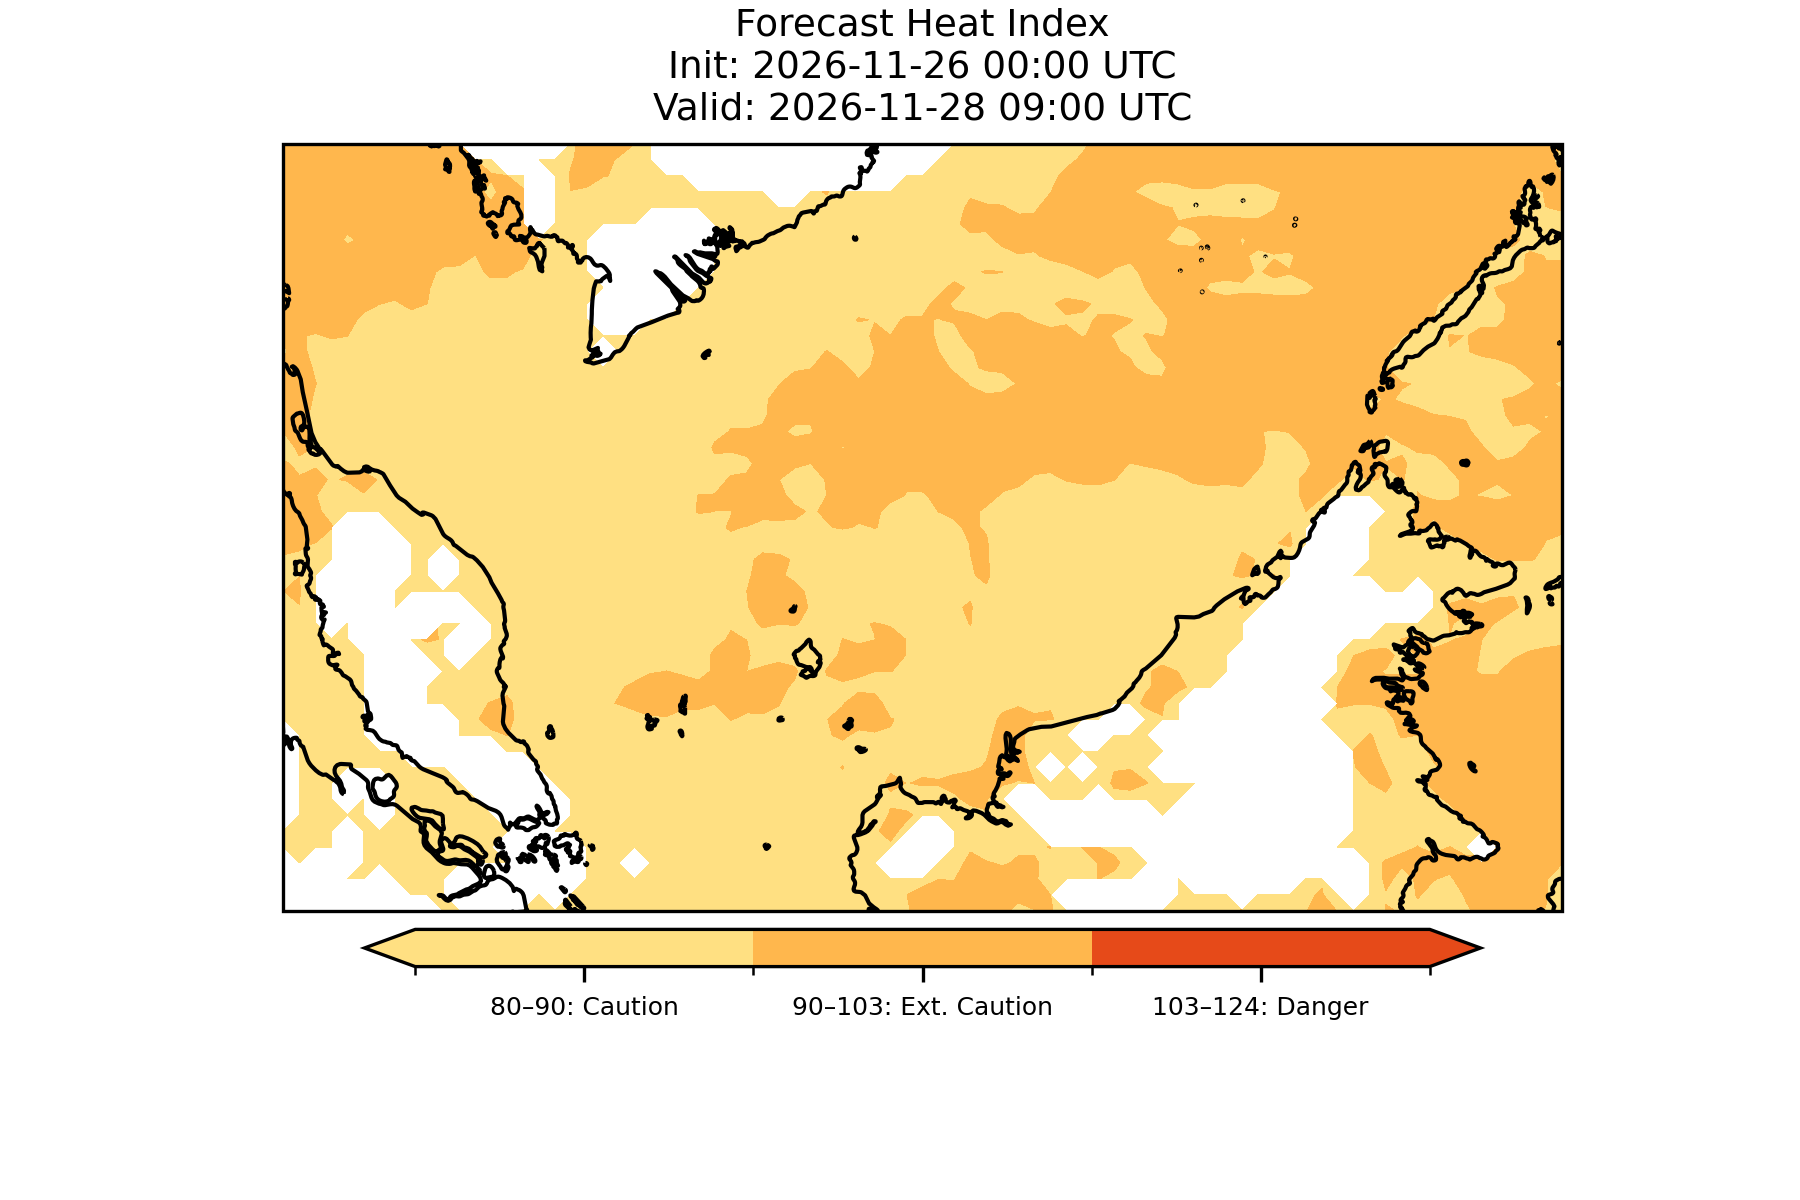 Forecast Heat Index
Init: 2026-11-26 00:00 UTC
Valid: 2026-11-28 09:00 UTC
80–90: Caution
90–103: Ext. Caution
103–124: Danger